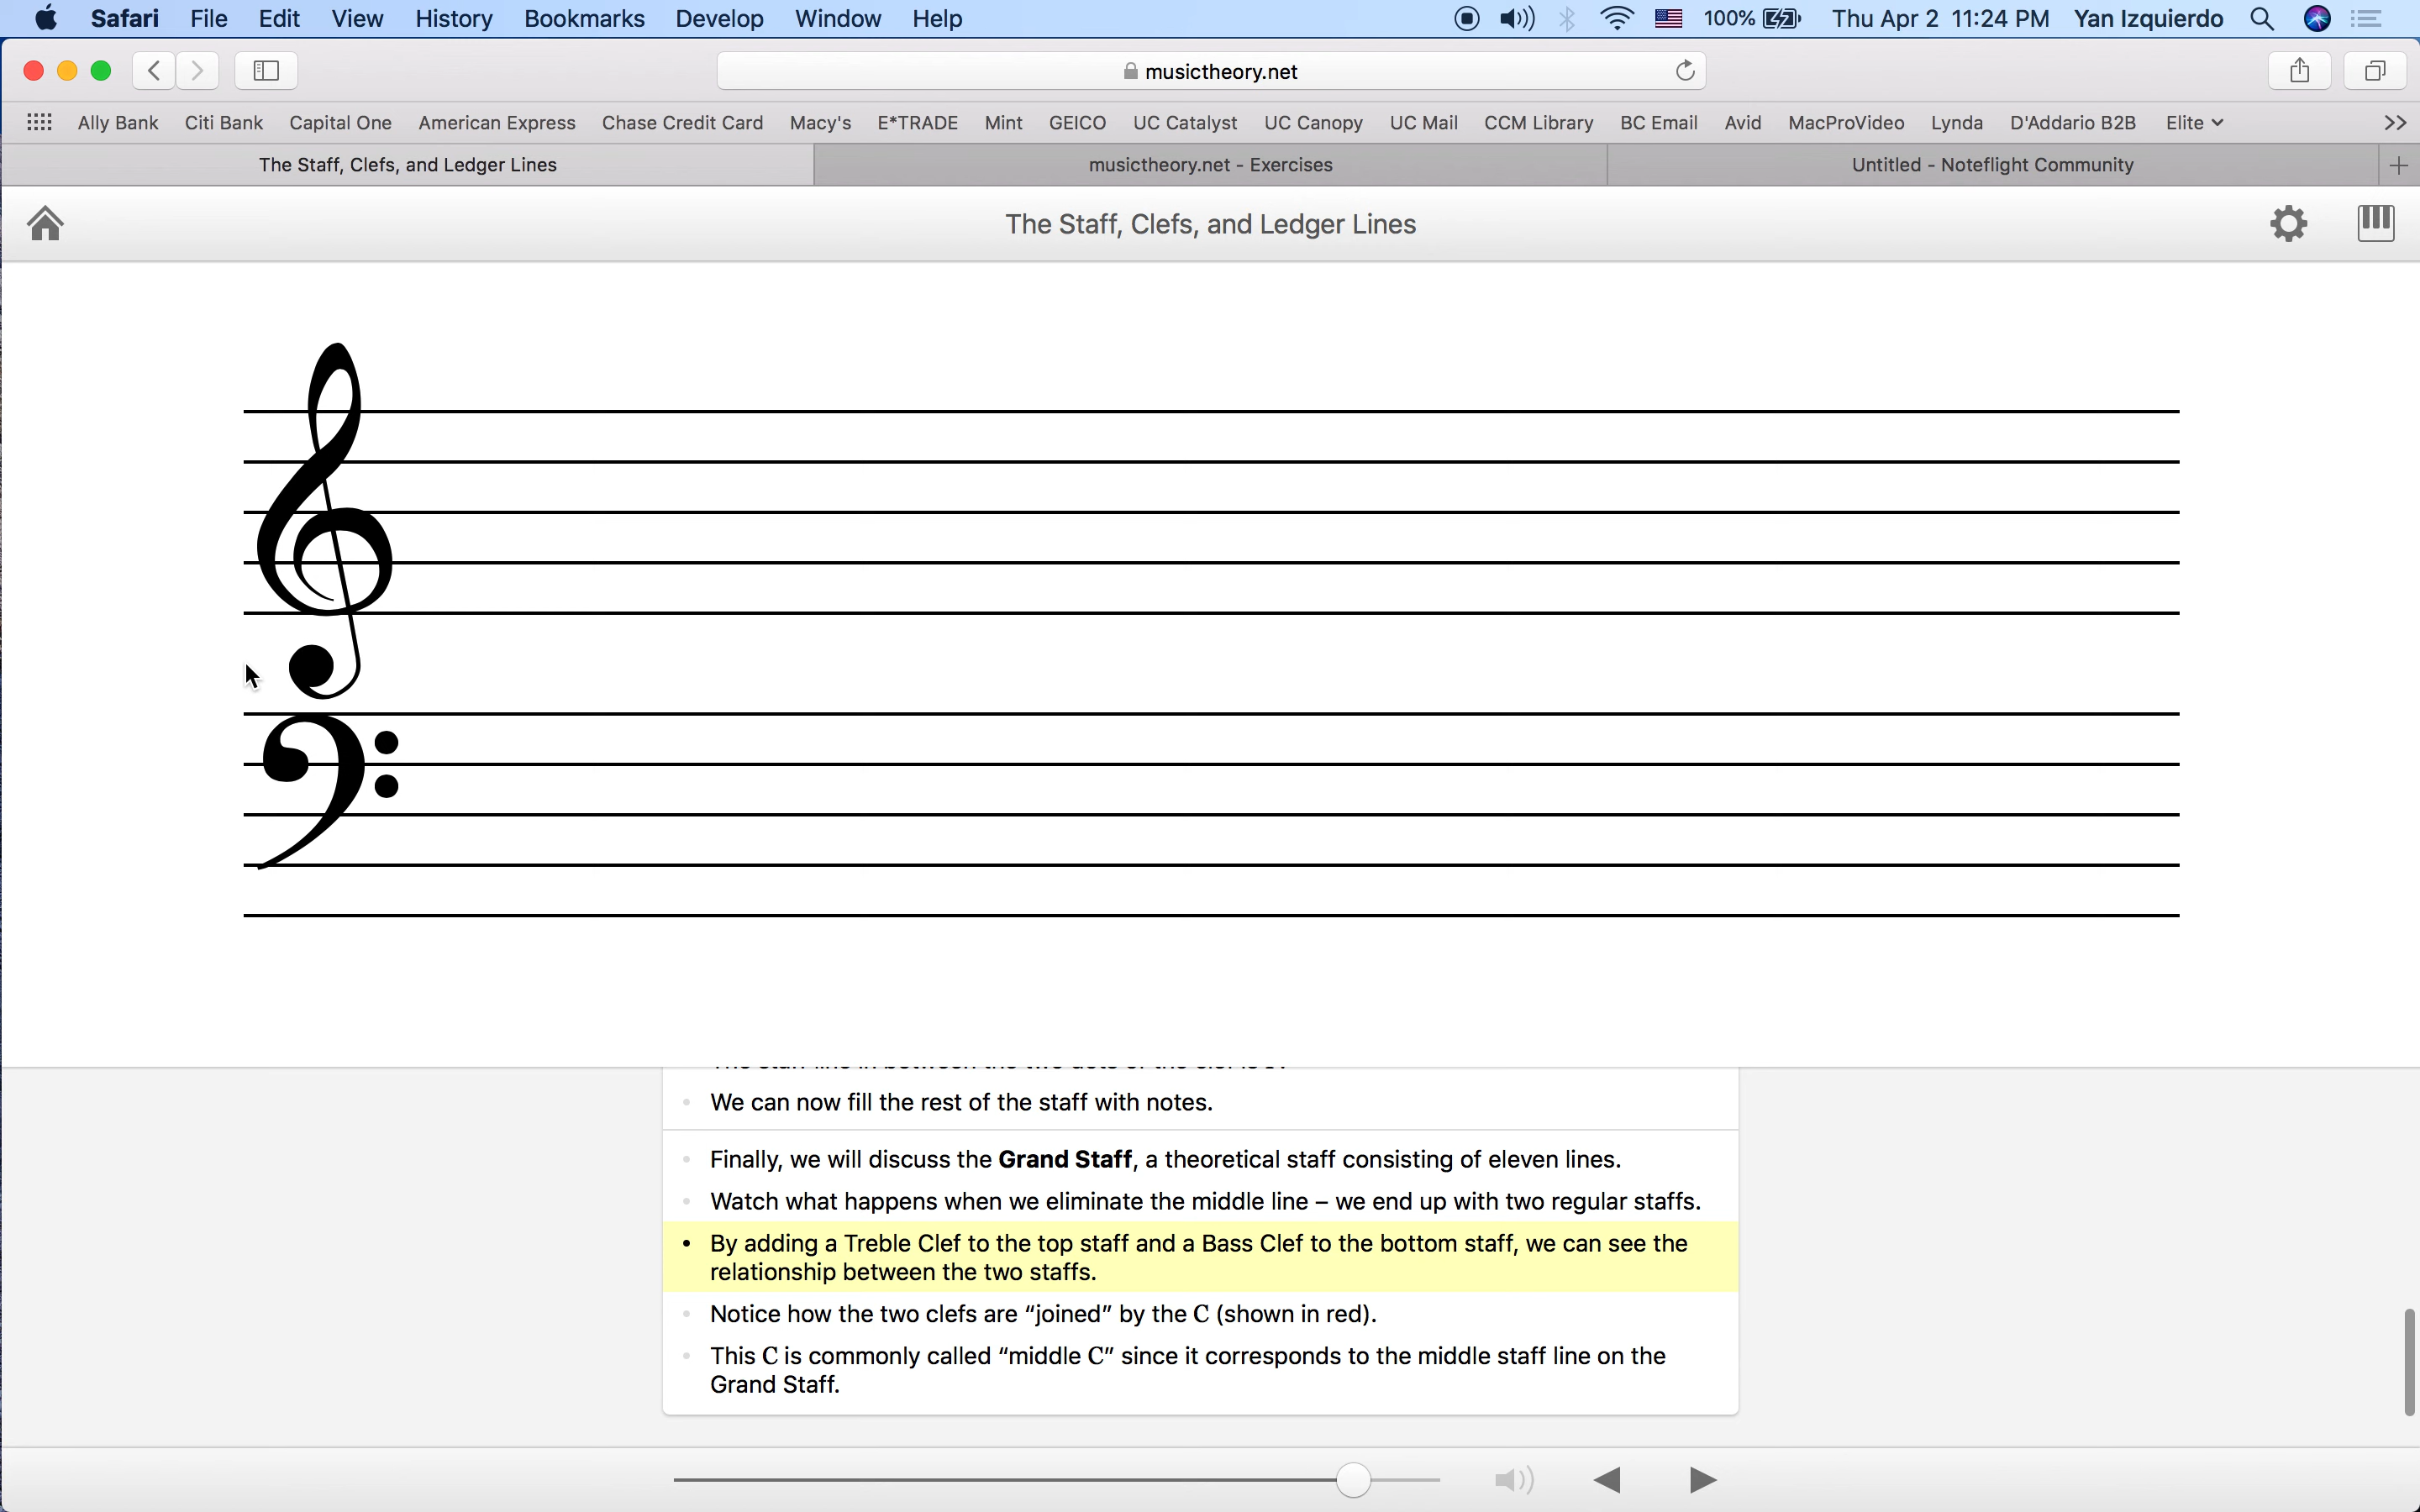 Safari File Edit View History Bookmarks Develop Window Help 100% Thu Apr 2 11:24 PM Yan Izquierdo
musictheory.net
Ally Bank Citi Bank Capital One American Express Chase Credit Card Macy's E*TRADE Mint GEICO UC Catalyst UC Canopy UC Mail CCM Library BC Email Avid MacProVideo Lynda D'Addario B2B Elite
The Staff, Clefs, and Ledger Lines musictheory.net - Exercises Untitled - Noteflight Community
The Staff, Clefs, and Ledger Lines
We can now fill the rest of the staff with notes.
Finally, we will discuss the Grand Staff, a theoretical staff consisting of eleven lines.
Watch what happens when we eliminate the middle line – we end up with two regular staffs.
• By adding a Treble Clef to the top staff and a Bass Clef to the bottom staff, we can see the
relationship between the two staffs.
Notice how the two clefs are “joined” by the C (shown in red).
This C is commonly called “middle C” since it corresponds to the middle staff line on the
Grand Staff.